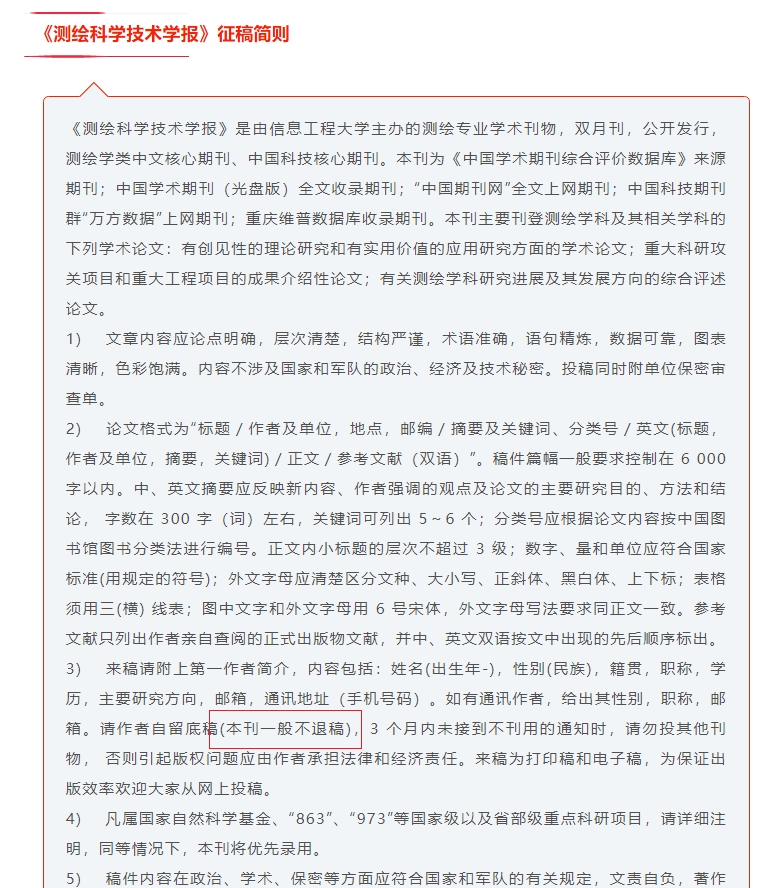 《测绘科学技术学报》征稿简则
《测绘科学技术学报》是由信息工程大学主办的测绘专业学术刊物，双月刊，公开发行，
测绘学类中文核心期刊、中国科技核心期刊。本刊为《中国学术期刊综合评价数据库》来源
期刊；中国学术期刊（光盘版）全文收录期刊；“中国期刊网”全文上网期刊；中国科技期刊
群“万方数据”上网期刊；重庆维普数据库收录期刊。本刊主要刊登测绘学科及其相关学科的
下列学术论文：有创见性的理论研究和有实用价值的应用研究方面的学术论文；重大科研攻
关项目和重大工程项目的成果介绍性论文；有关测绘学科研究进展及其发展方向的综合评述
论文。
1) 文章内容应论点明确，层次清楚，结构严谨，术语准确，语句精炼，数据可靠，图表
清晰，色彩饱满。内容不涉及国家和军队的政治、经济及技术秘密。投稿同时附单位保密审
查单。
2) 论文格式为“标题 / 作者及单位，地点，邮编 / 摘要及关键词、分类号 / 英文(标题，
作者及单位，摘要，关键词) / 正文 / 参考文献（双语）”。稿件篇幅一般要求控制在 6 000
字以内。中、英文摘要应反映新内容、作者强调的观点及论文的主要研究目的、方法和结
论， 字数在 300 字（词）左右，关键词可列出 5～6 个；分类号应根据论文内容按中国图
书馆图书分类法进行编号。正文内小标题的层次不超过 3 级；数字、量和单位应符合国家
标准(用规定的符号)；外文字母应清楚区分文种、大小写、正斜体、黑白体、上下标；表格
须用三(横) 线表；图中文字和外文字母用 6 号宋体，外文字母写法要求同正文一致。参考
文献只列出作者亲自查阅的正式出版物文献，并中、英文双语按文中出现的先后顺序标出。
3) 来稿请附上第一作者简介，内容包括：姓名(出生年-)，性别(民族)，籍贯，职称，学
历，主要研究方向，邮箱，通讯地址（手机号码）。如有通讯作者，给出其性别，职称，邮
箱。请作者自留底稿(本刊一般不退稿)，3 个月内未接到不刊用的通知时，请勿投其他刊
物， 否则引起版权问题应由作者承担法律和经济责任。来稿为打印稿和电子稿，为保证出
版效率欢迎大家从网上投稿。
4) 凡属国家自然科学基金、“863”、“973”等国家级以及省部级重点科研项目，请详细注
明，同等情况下，本刊将优先录用。
5) 稿件内容在政治、学术、保密等方面应符合国家和军队的有关规定，文责自负，著作